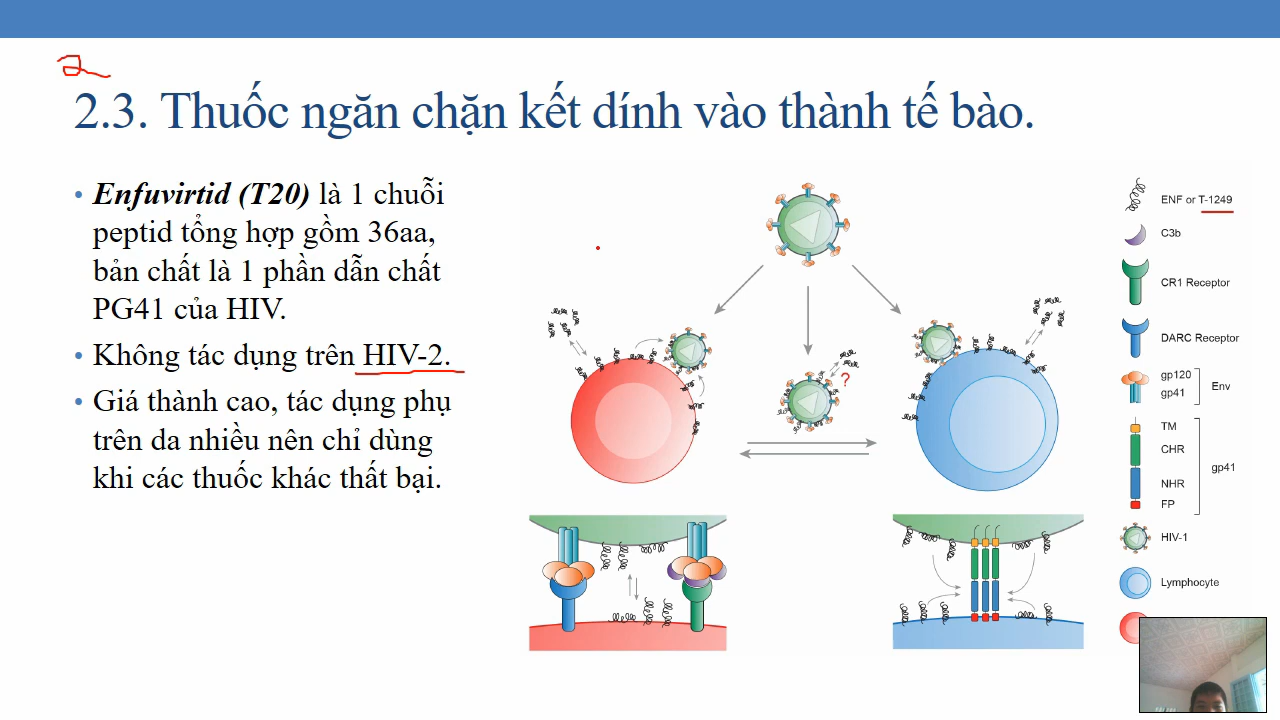 2
2.3. Thuốc ngăn chặn kết dính vào thành tế bào.
• Enfuvirtid (T20) là 1 chuỗi
peptid tổng hợp gồm 36aa,
bản chất là 1 phần dẫn chất
PG41 của HIV.
• Không tác dụng trên HIV-2.
• Giá thành cao, tác dụng phụ
trên da nhiều nên chỉ dùng
khi các thuốc khác thất bại.
?
ENF or T-1249
C3b
CR1 Receptor
DARC Receptor
gp120
gp41
Env
TM
CHR
NHR
FP
gp41
HIV-1
Lymphocyte